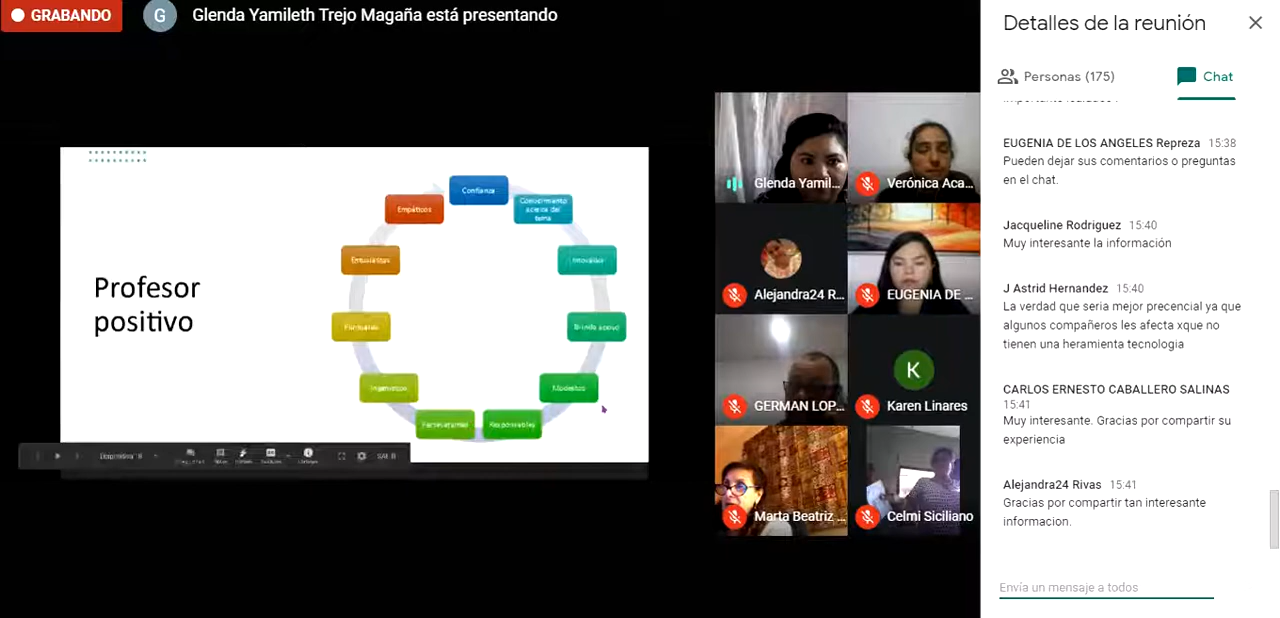 GRABANDO
G
Glenda Yamileth Trejo Magaña está presentando
Profesor
positivo
Confianza
Conocimiento
acerca del
tema
Brinda apoyo
Modestos
Responsables
Puntuales
Empáticos
Glenda Yamil...
Verónica Aca...
Alejandra24 R...
EUGENIA DE ...
GERMAN LOP...
K
Karen Linares
Marta Beatriz ...
Celmi Siciliano
Detalles de la reunión
Personas (175)
Chat
EUGENIA DE LOS ANGELES Repreza 15:38
Pueden dejar sus comentarios o preguntas
en el chat.
Jacqueline Rodriguez 15:40
Muy interesante la información
J Astrid Hernandez 15:40
La verdad que seria mejor precencial ya que
algunos compañeros les afecta xque no
tienen una heramienta tecnologia
CARLOS ERNESTO CABALLERO SALINAS
15:41
Muy interesante. Gracias por compartir su
experiencia
Alejandra24 Rivas 15:41
Gracias por compartir tan interesante
informacion.
Envía un mensaje a todos